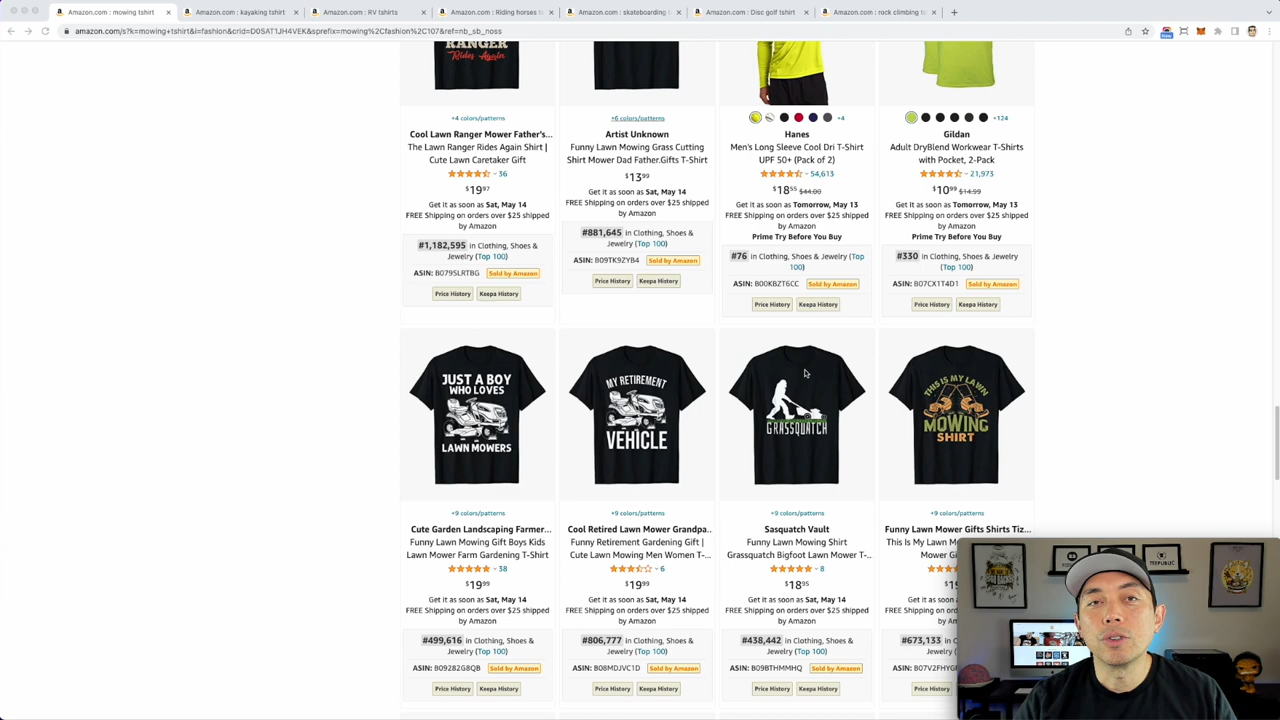 Amazon.com : mowing tshirt
Amazon.com : kayaking tshirt
Amazon.com : RV tshirts
Amazon.com : Riding horses t
Amazon.com : skateboarding
Amazon.com : Disc golf tshirt
Amazon.com : rock climbing t
amazon.com/s?k=mowing+tshirt&i=fashion&crid=D0SAT1JH4VEK&sprefix=mowing%2Cfashion%2C107&ref=nb_sb_noss
New
RANGER
Rides Again
+4 colors/patterns
Cool Lawn Ranger Mower Father's...
The Lawn Ranger Rides Again Shirt |
Cute Lawn Caretaker Gift
36
$19.97
Get it as soon as Sat, May 14
FREE Shipping on orders over $25 shipped
by Amazon
#1,182,595 in Clothing, Shoes &
Jewelry (Top 100)
ASIN: B079SLRTBG Sold by Amazon
Price History Keepa History
+6 colors/patterns
Artist Unknown
Funny Lawn Mowing Grass Cutting
Shirt Mower Dad Father.Gifts T-Shirt
$13.99
Get it as soon as Sat, May 14
FREE Shipping on orders over $25 shipped
by Amazon
#881,645 in Clothing, Shoes &
Jewelry (Top 100)
ASIN: B09TK9ZYB4 Sold by Amazon
Price History Keepa History
+4
Hanes
Men's Long Sleeve Cool Dri T-Shirt
UPF 50+ (Pack of 2)
54,613
$18.55 $44.00
Get it as soon as Tomorrow, May 13
FREE Shipping on orders over $25 shipped
by Amazon
Prime Try Before You Buy
#76 in Clothing, Shoes & Jewelry (Top
100)
ASIN: B00KBZT6CC Sold by Amazon
Price History Keepa History
+124
Gildan
Adult DryBlend Workwear T-Shirts
with Pocket, 2-Pack
21,973
$10.99 $14.99
Get it as soon as Tomorrow, May 13
FREE Shipping on orders over $25 shipped
by Amazon
Prime Try Before You Buy
#330 in Clothing, Shoes & Jewelry
(Top 100)
ASIN: B07CX1T4D1 Sold by Amazon
Price History Keepa History
JUST A BOY
WHO LOVES
LAWN MOWERS
+9 colors/patterns
Cute Garden Landscaping Farmer...
Funny Lawn Mowing Gift Boys Kids
Lawn Mower Farm Gardening T-Shirt
38
$19.99
Get it as soon as Sat, May 14
FREE Shipping on orders over $25 shipped
by Amazon
#499,616 in Clothing, Shoes &
Jewelry (Top 100)
ASIN: B09282G8QB Sold by Amazon
Price History Keepa History
MY RETIREMENT
VEHICLE
+9 colors/patterns
Cool Retired Lawn Mower Grandpa..
Funny Retirement Gardening Gift |
Cute Lawn Mowing Men Women T-...
6
$19.99
Get it as soon as Sat, May 14
FREE Shipping on orders over $25 shipped
by Amazon
#806,777 in Clothing, Shoes &
Jewelry (Top 100)
ASIN: B08MDJVC1D Sold by Amazon
Price History Keepa History
GRASSQUATCH
+9 colors/patterns
Sasquatch Vault
Funny Lawn Mowing Shirt
Grassquatch Bigfoot Lawn Mower T-..
8
$18.95
Get it as soon as Sat, May 14
FREE Shipping on orders over $25 shipped
by Amazon
#438,442 in Clothing, Shoes &
Jewelry (Top 100)
ASIN: B09BTHMMHQ Sold by Amazon
Price History Keepa History
THIS IS MY LAWN
MOWING
SHIRT
+9 colors/patterns
Funny Lawn Mower Gifts Shirts Tiz...
This Is My Lawn
Mower
Get it as soon as Sat, May 14
FREE Shipping
#673,133
Jewelry
ASIN: B07V2FHYG
Price History
TEEPUBLIC